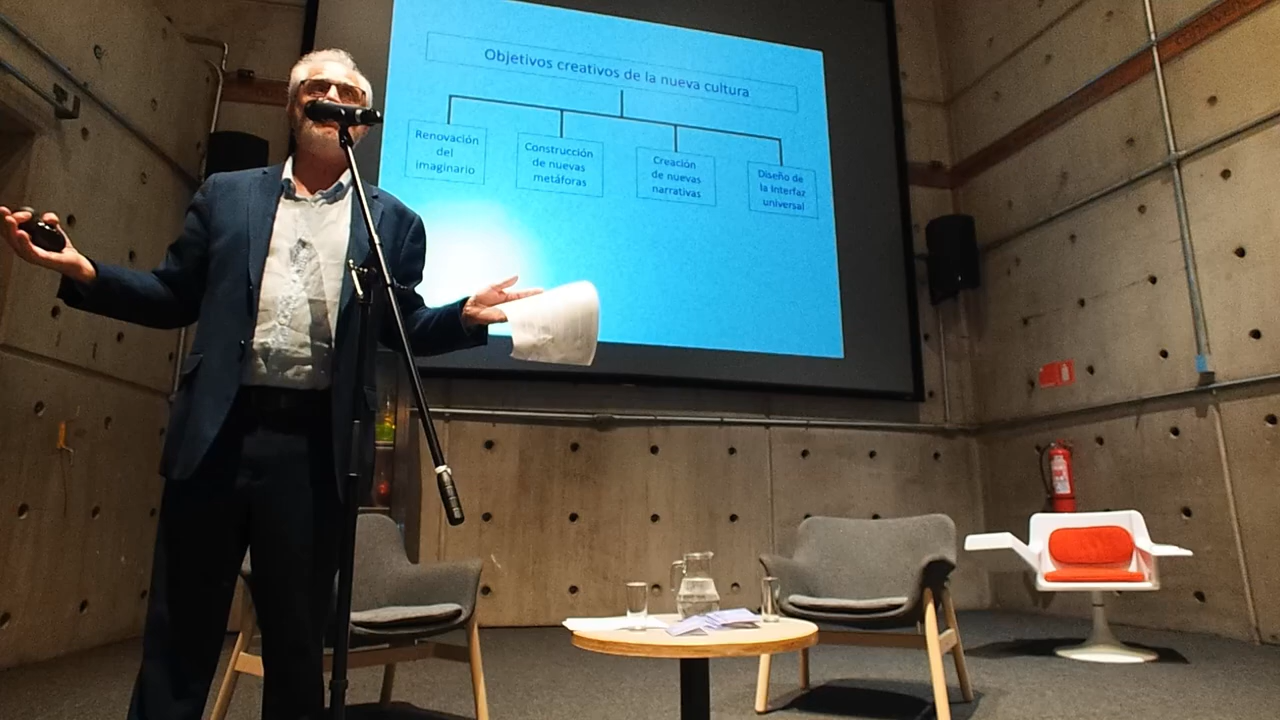 Objetivos creativos de la nueva cultura
Renovación
del
imaginario
Construcción
de nuevas
metáforas
Creación
de nuevas
narrativas
Diseño de
la Interfaz
universal